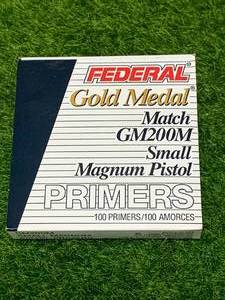 FEDERAL®
Gold Medal®
Match
GM200M
Small
Magnum Pistol
PRIMERS
100 PRIMERS/100 AMORCES